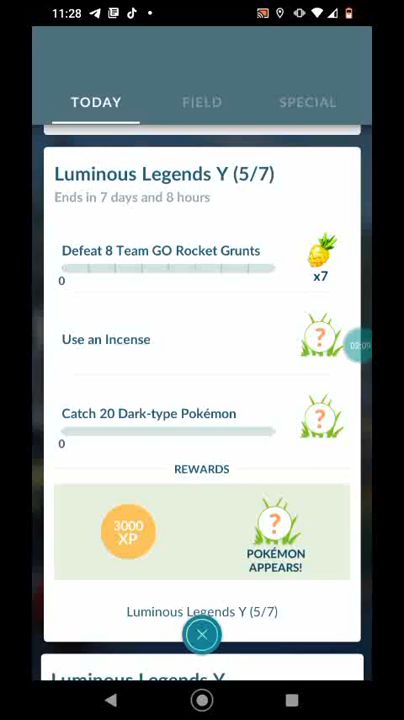 11:28
TODAY
FIELD
SPECIAL
Luminous Legends Y (5/7)
Ends in 7 days and 8 hours
Defeat 8 Team GO Rocket Grunts
x7
0
Use an Incense
?
02:09
Catch 20 Dark-type Pokémon
?
0
REWARDS
3000
XP
?
POKÉMON
APPEARS!
Luminous Legends Y (5/7)
Luminous Legends Y